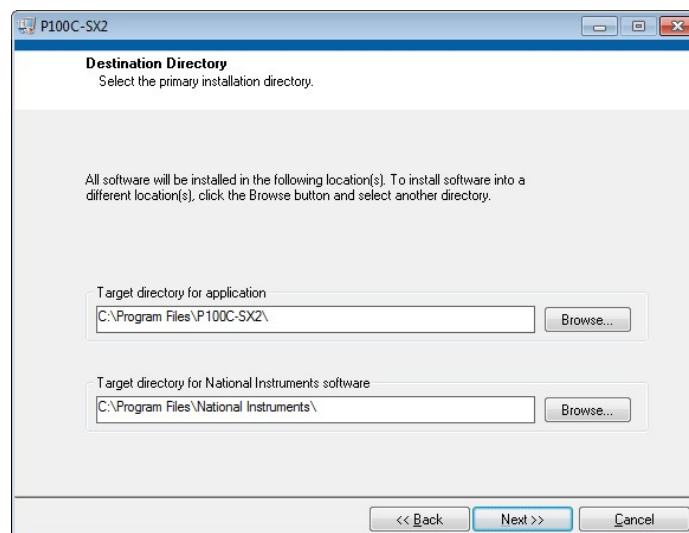 P100C-SX2
Destination Directory
Select the primary installation directory.
All software will be installed in the following location(s). To install software into a
different location(s), click the Browse button and select another directory.
Target directory for application
C:\Program Files\P100C-SX2\
Browse...
Target directory for National Instruments software
C:\Program Files\National Instruments\
Browse...
<< Back
Next >>
Cancel